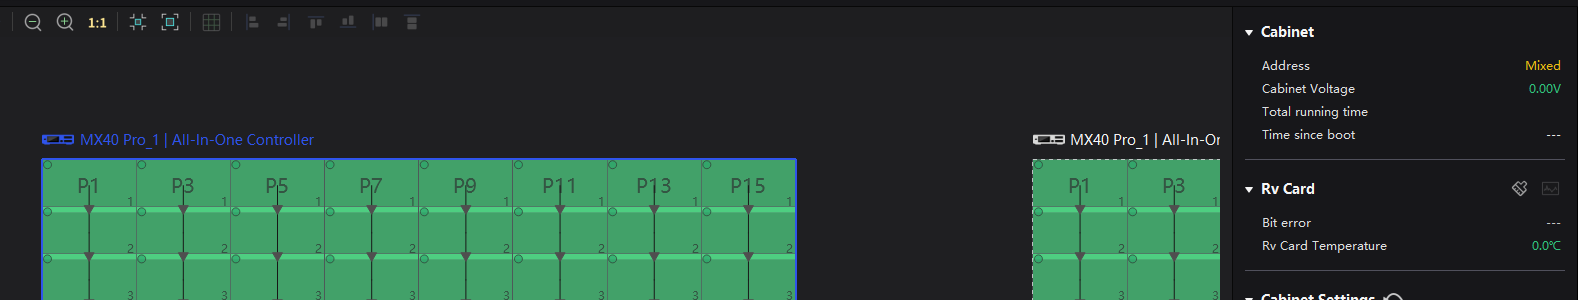 1:1
MX40 Pro_1 | All-In-One Controller
P1 P3 P5 P7 P9 P11 P13 P15
1 1 1 1 1 1 1 1
2 2 2 2 2 2 2 2
3 3 3 3 3 3 3 3
MX40 Pro_1 | All-In-Or
P1 P3
1 1
2 2
3 3
Cabinet
Address Mixed
Cabinet Voltage 0.00V
Total running time
Time since boot ---
Rv Card
Bit error ---
Rv Card Temperature 0.0℃
Cabinet Settings